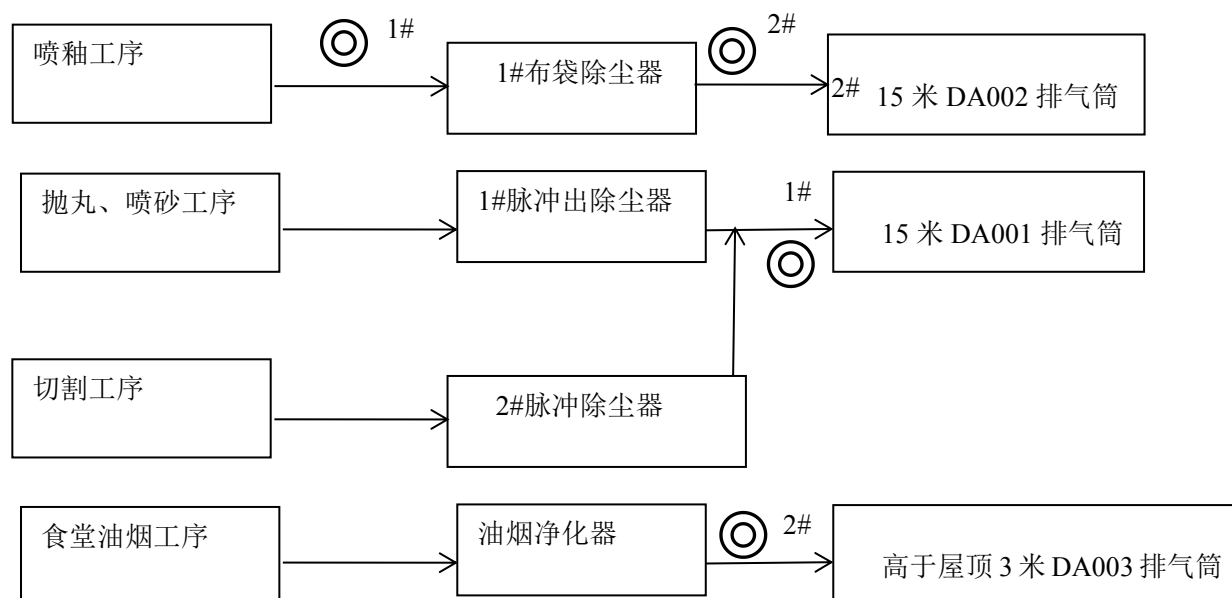 喷釉工序
1#
1#布袋除尘器
2#
2#
15 米 DA002 排气筒
抛丸、喷砂工序
1#脉冲出除尘器
1#
15 米 DA001 排气筒
切割工序
2#脉冲除尘器
食堂油烟工序
油烟净化器
2#
高于屋顶 3 米 DA003 排气筒